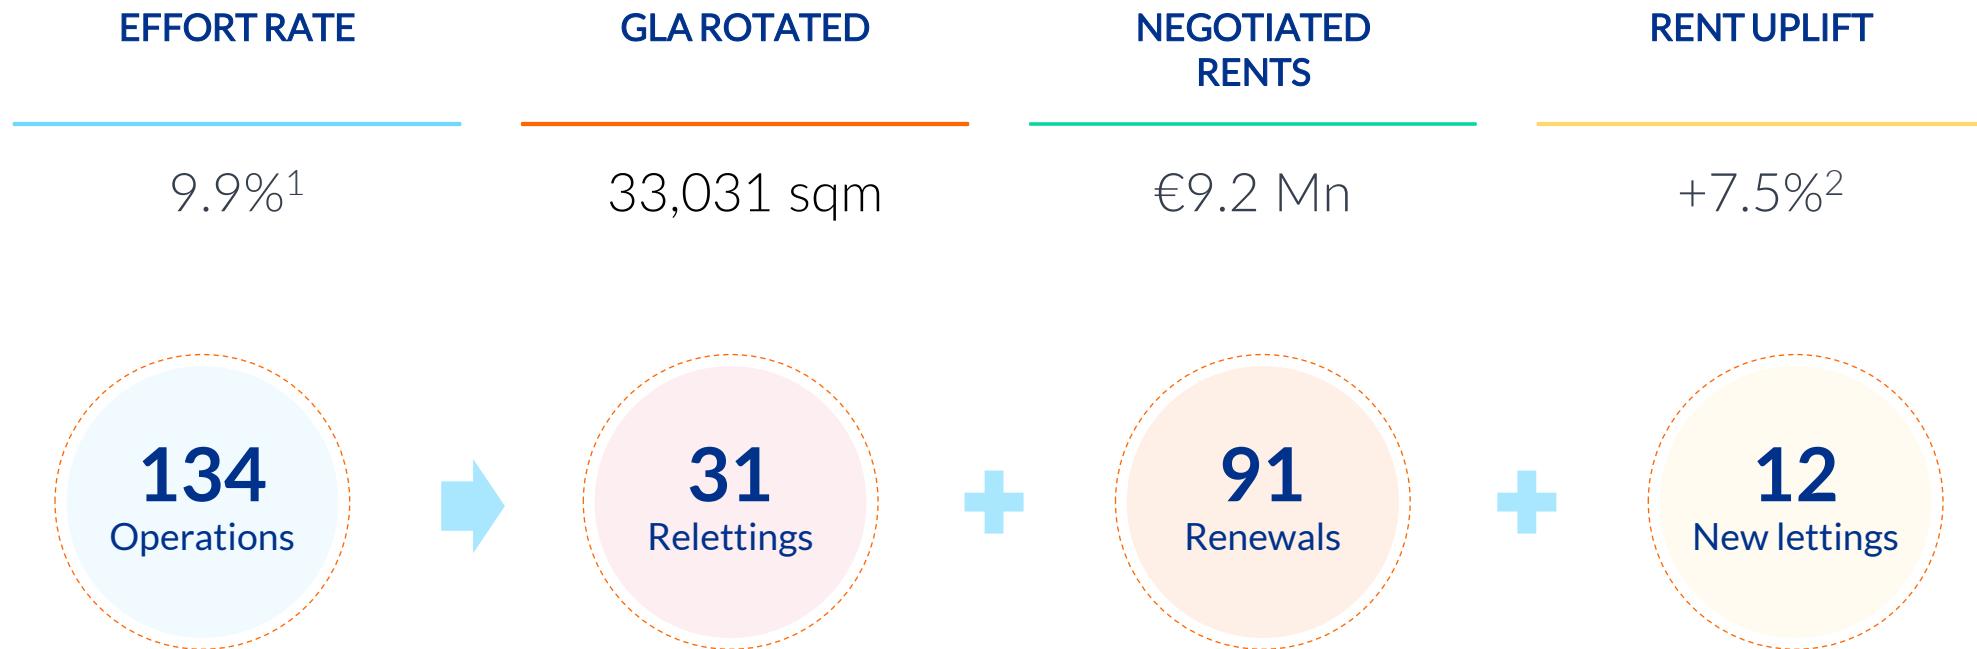 EFFORT RATE
GLA ROTATED
NEGOTIATED
RENTS
RENT UPLIFT
9.9%¹
33,031 sqm
€9.2 Mn
+7.5%²
134
Operations
31
Relettings
91
Renewals
12
New lettings